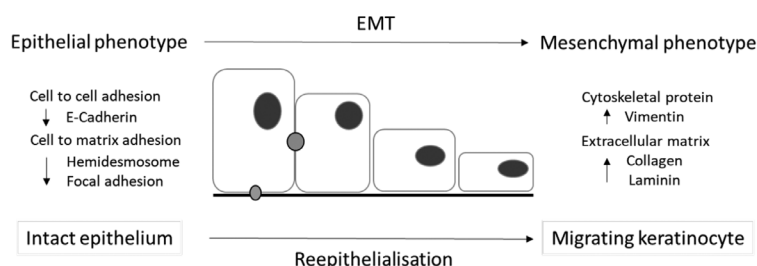 EMT
Epithelial phenotype
Mesenchymal phenotype
Cell to cell adhesion
E-Cadherin
Cell to matrix adhesion
Hemidesmosome
Focal adhesion
Cytoskeletal protein
Vimentin
Extracellular matrix
Collagen
Laminin
Intact epithelium
Migrating keratinocyte
Reepithelialisation